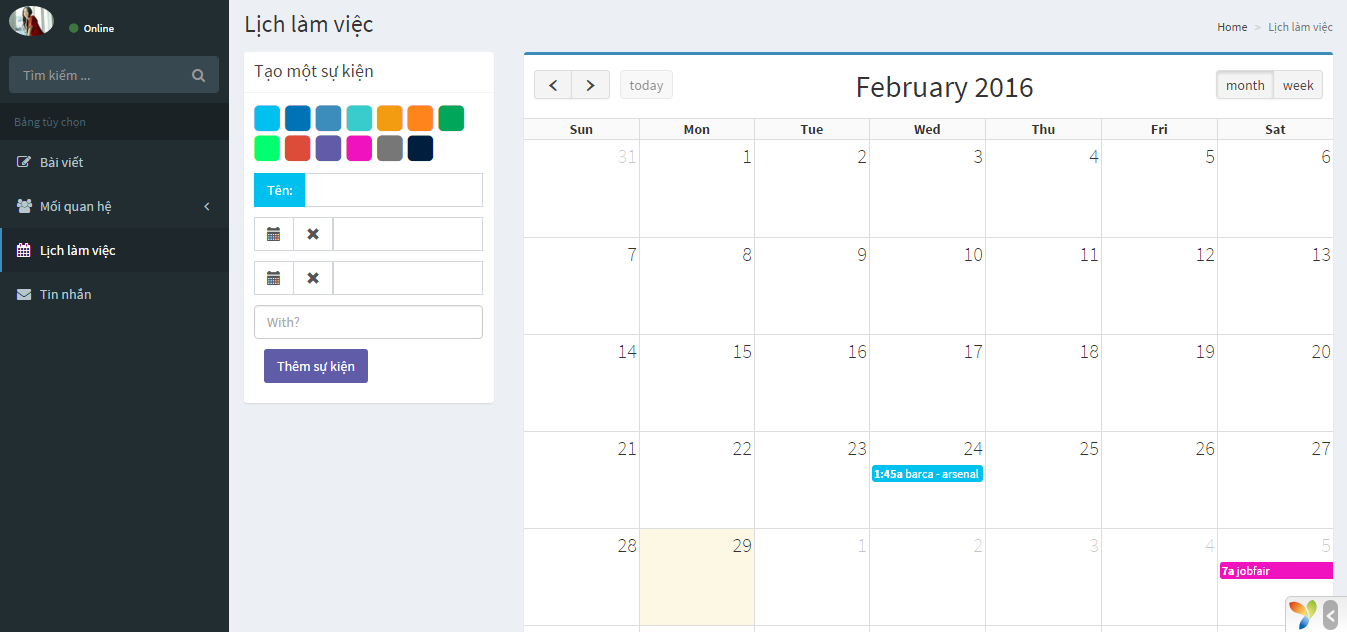 Online
Tìm kiếm ...
Bảng tùy chọn
Bài viết
Mối quan hệ
Lịch làm việc
Tin nhắn
Lịch làm việc
Home > Lịch làm việc
Tạo một sự kiện
Tên:
With?
Thêm sự kiện
today
February 2016
month week
Sun Mon Tue Wed Thu Fri Sat
31 1 2 3 4 5 6
7 8 9 10 11 12 13
14 15 16 17 18 19 20
21 22 23 24 25 26 27
1:45a barca - arsenal
28 29 1 2 3 4 5
7a jobfair